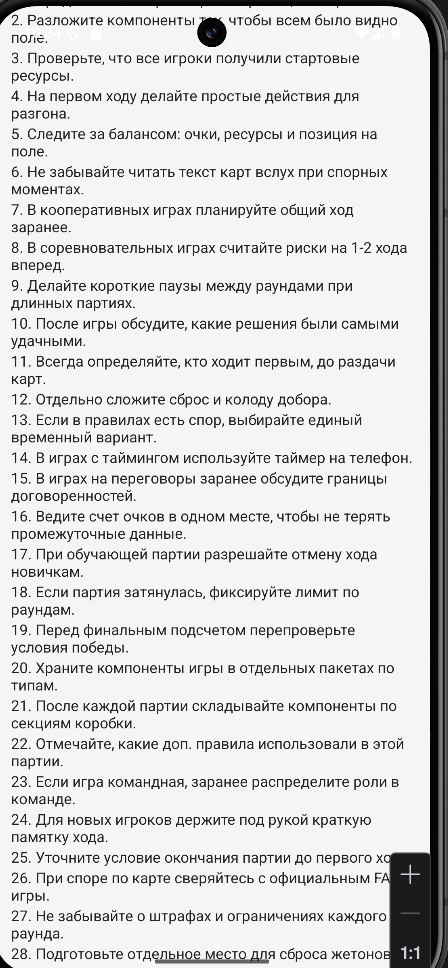 2. Разложите компоненты так, чтобы всем было видно
поле.
3. Проверьте, что все игроки получили стартовые
ресурсы.
4. На первом ходу делайте простые действия для
разгона.
5. Следите за балансом: очки, ресурсы и позиция на
поле.
6. Не забывайте читать текст карт вслух при спорных
моментах.
7. В кооперативных играх планируйте общий ход
заранее.
8. В соревновательных играх считайте риски на 1-2 хода
вперед.
9. Делайте короткие паузы между раундами при
длинных партиях.
10. После игры обсудите, какие решения были самыми
удачными.
11. Всегда определяйте, кто ходит первым, до раздачи
карт.
12. Отдельно сложите сброс и колоду добора.
13. Если в правилах есть спор, выбирайте единый
временный вариант.
14. В играх с таймингом используйте таймер на телефон.
15. В играх на переговоры заранее обсудите границы
договоренностей.
16. Ведите счет очков в одном месте, чтобы не терять
промежуточные данные.
17. При обучающей партии разрешайте отмену хода
новичкам.
18. Если партия затянулась, фиксируйте лимит по
раундам.
19. Перед финальным подсчетом перепроверьте
условия победы.
20. Храните компоненты игры в отдельных пакетах по
типам.
21. После каждой партии складывайте компоненты по
секциям коробки.
22. Отмечайте, какие доп. правила использовали в этой
партии.
23. Если игра командная, заранее распределите роли в
команде.
24. Для новых игроков держите под рукой краткую
памятку хода.
25. Уточните условие окончания партии до первого хо
26. При споре по карте сверяйтесь с официальным FA
игры.
27. Не забывайте о штрафах и ограничениях каждого
раунда.
28. Подготовьте отдельное место для сброса жетонов
1:1